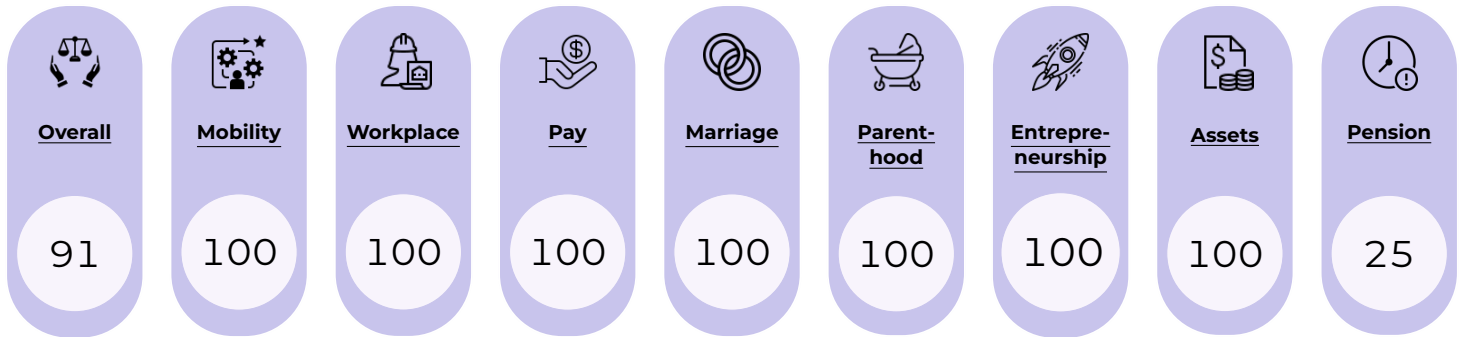 Overall
91
Mobility
100
Workplace
100
Pay
100
Marriage
100
Parent-
hood
100
Entrepre-
neurship
100
Assets
100
Pension
25